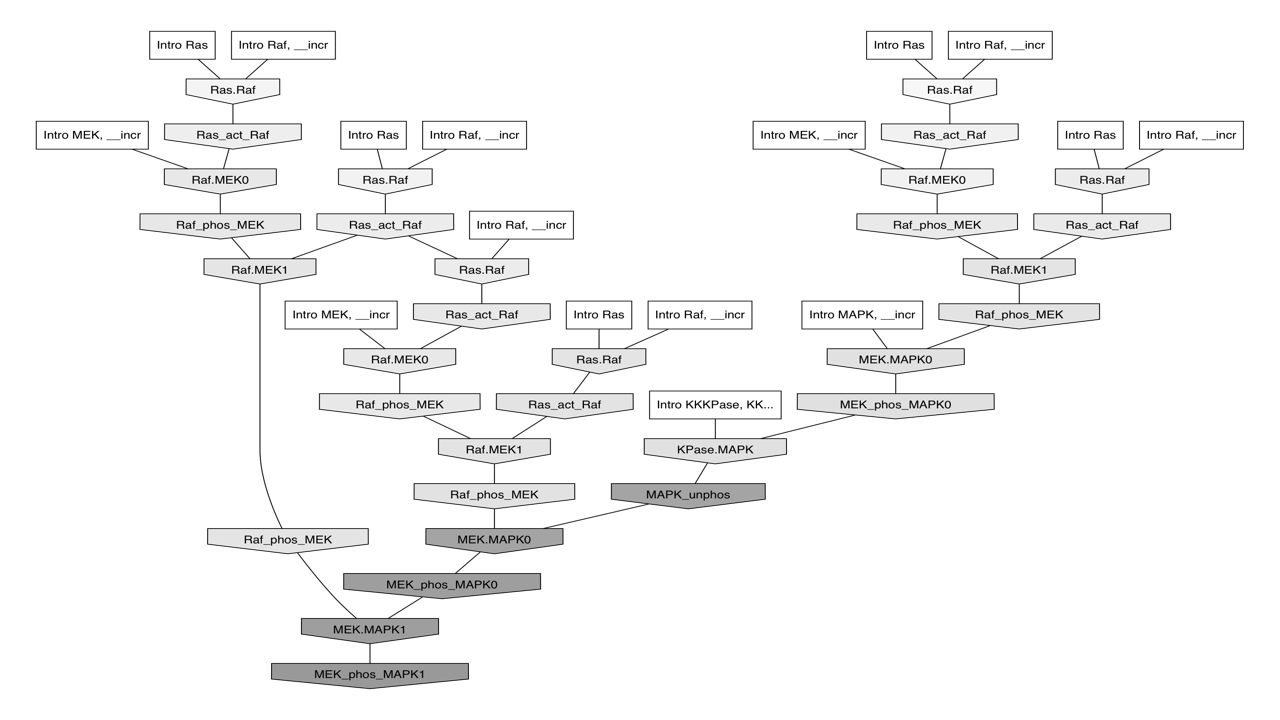 Intro Ras
Intro Raf, __incr
Intro Ras
Intro Raf, __incr
Ras.Raf
Ras.Raf
Intro MEK, __incr
Ras_act_Raf
Intro Ras
Intro Raf, __incr
Intro MEK, __incr
Ras_act_Raf
Intro Ras
Intro Raf, __incr
Raf.MEK0
Ras.Raf
Raf.MEK0
Ras.Raf
Raf_phos_MEK
Ras_act_Raf
Intro Raf, __incr
Raf_phos_MEK
Ras_act_Raf
Raf.MEK1
Ras.Raf
Raf.MEK1
Intro MEK, __incr
Ras_act_Raf
Intro Ras
Intro Raf, __incr
Intro MAPK, __incr
Raf_phos_MEK
Raf.MEK0
Ras.Raf
MEK.MAPK0
Raf_phos_MEK
Ras_act_Raf
Intro KKKPase, KK...
MEK_phos_MAPK0
Raf.MEK1
KPase.MAPK
Raf_phos_MEK
MAPK_unphos
Raf_phos_MEK
MEK.MAPK0
MEK_phos_MAPK0
MEK.MAPK1
MEK_phos_MAPK1